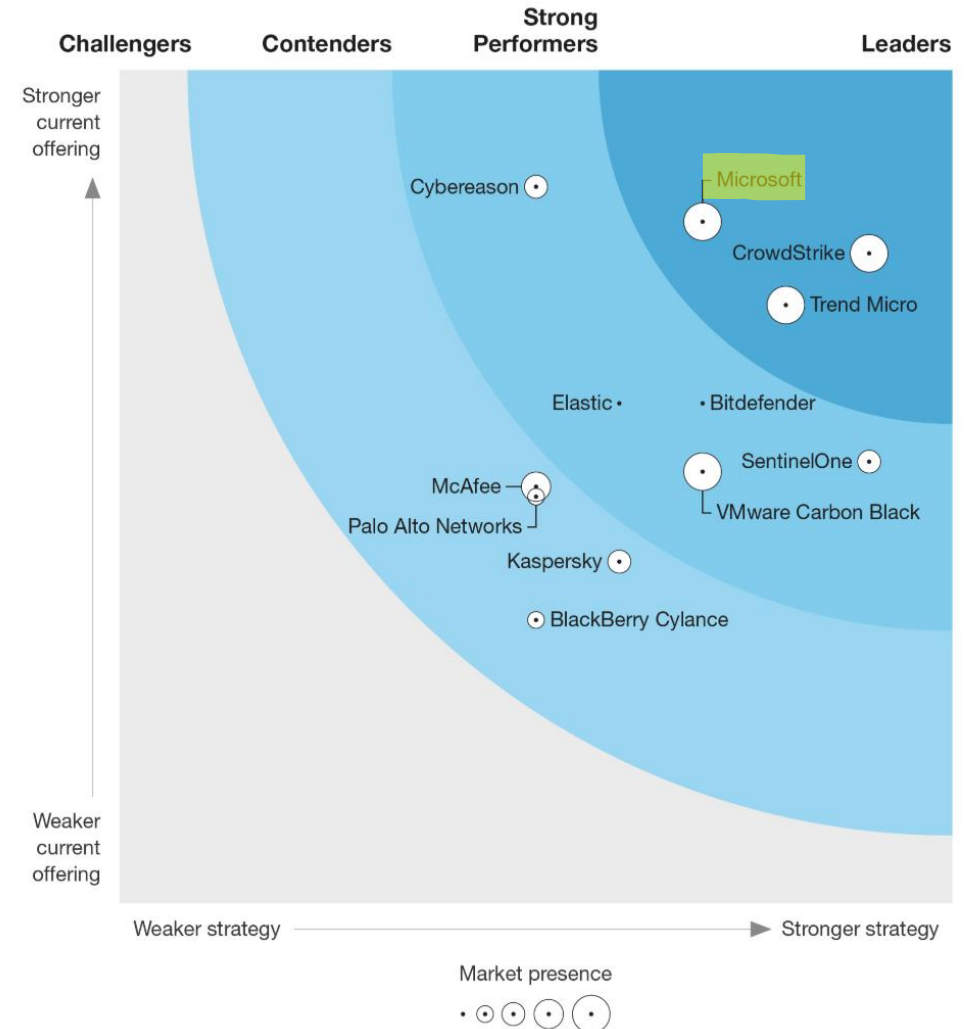 Challengers
Contenders
Strong
Performers
Leaders
Stronger
current
offering
Cybereason
Microsoft
CrowdStrike
Trend Micro
Elastic
Bitdefender
SentinelOne
McAfee
VMware Carbon Black
Palo Alto Networks
Kaspersky
BlackBerry Cylance
Weaker
current
offering
Weaker strategy
Stronger strategy
Market presence